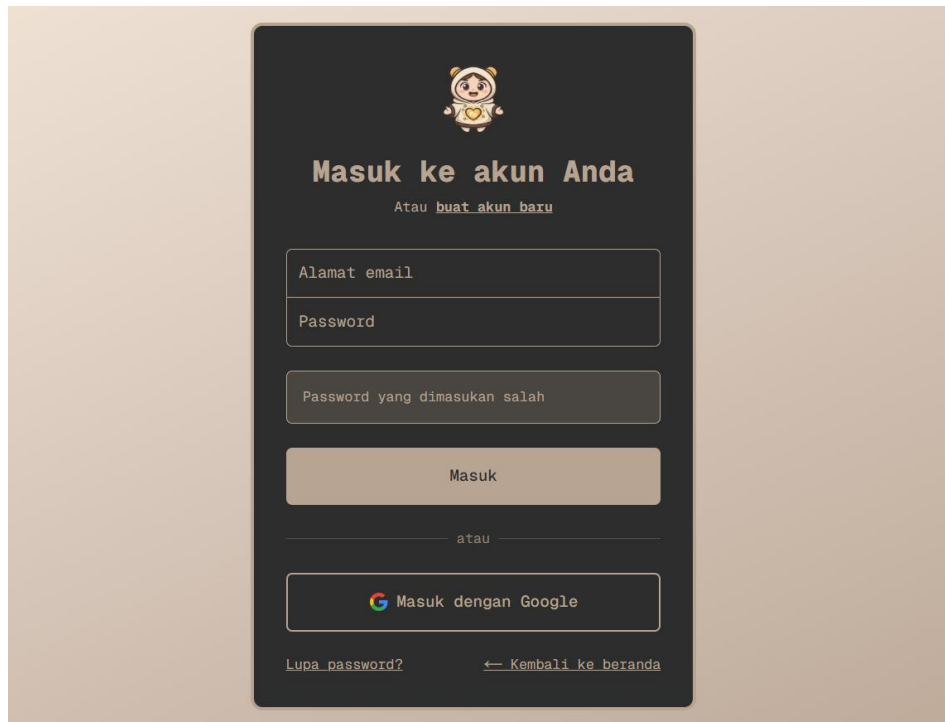 Masuk ke akun Anda
Atau buat akun baru
Alamat email
Password
Password yang dimasukan salah
Masuk
atau
Masuk dengan Google
Lupa password?
← Kembali ke beranda